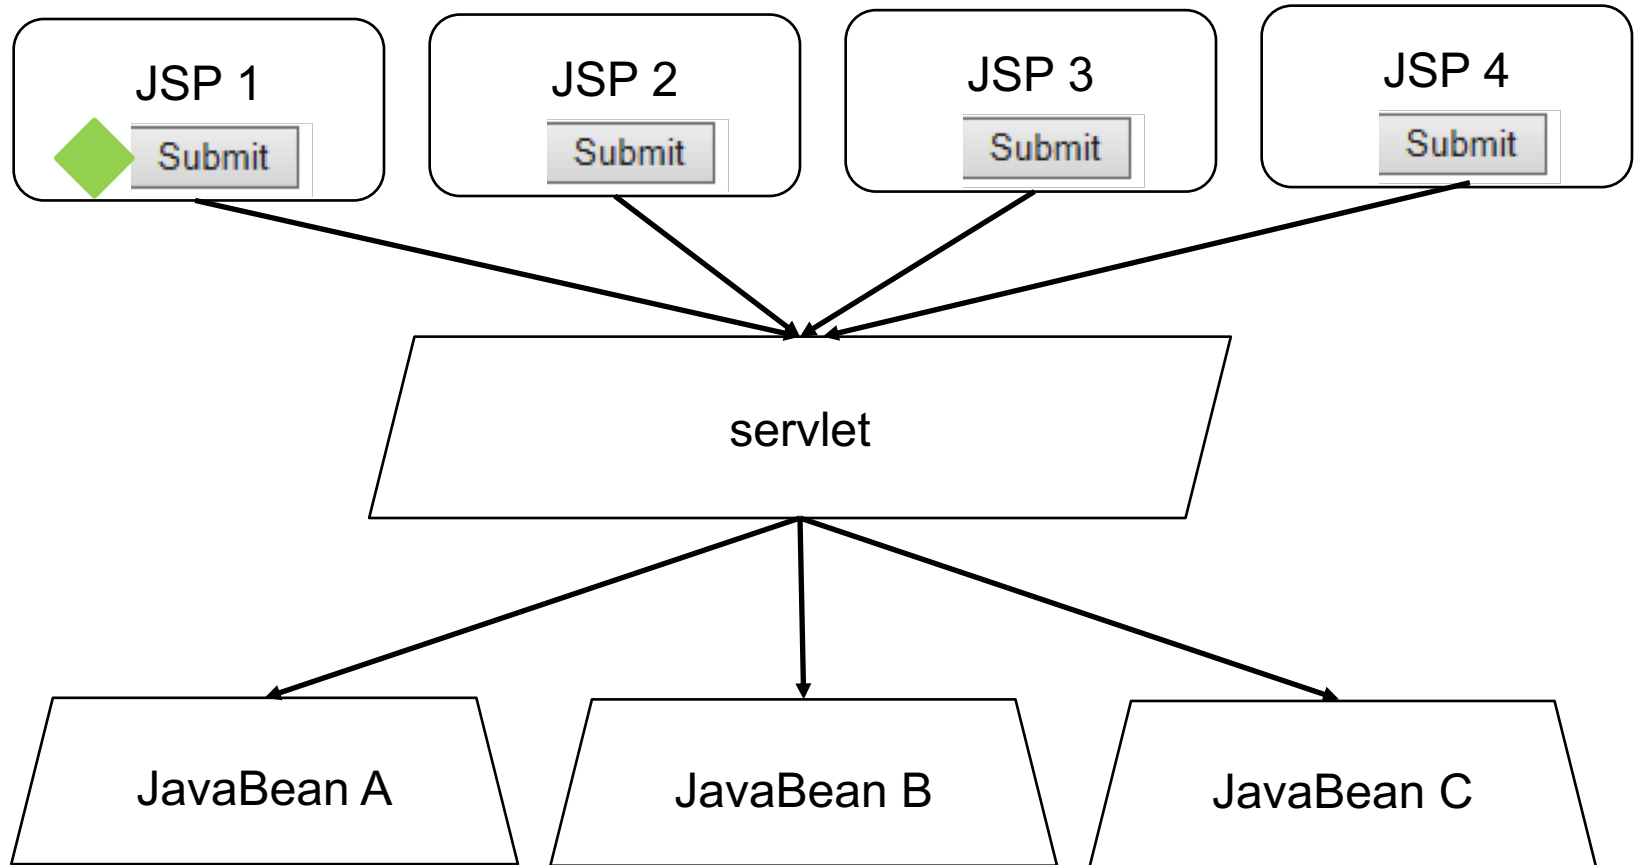 JSP 1
Submit
JSP 2
Submit
JSP 3
Submit
JSP 4
Submit
servlet
JavaBean A
JavaBean B
JavaBean C